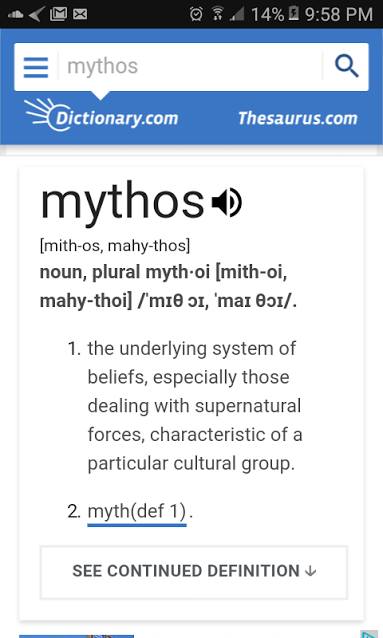 14% 9:58 PM
mythos
Dictionary.com Thesaurus.com
mythos
[mith-os, mahy-thos]
noun, plural myth·oi [mith-oi,
mahy-thoi] /ˈmɪθ ɔɪ, ˈmaɪ θɔɪ/.
1. the underlying system of
beliefs, especially those
dealing with supernatural
forces, characteristic of a
particular cultural group.
2. myth(def 1).
SEE CONTINUED DEFINITION ↓